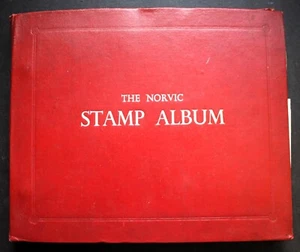 THE NORVIC
STAMP ALBUM